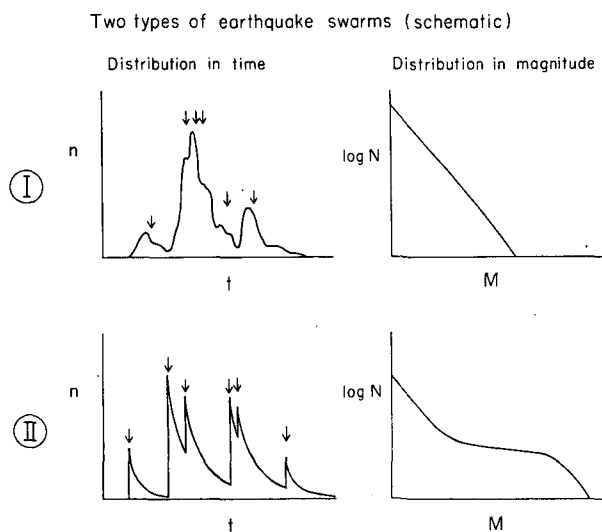 Two types of earthquake swarms (schematic)
Distribution in time
Distribution in magnitude
I
n
t
log N
M
II
n
t
log N
M